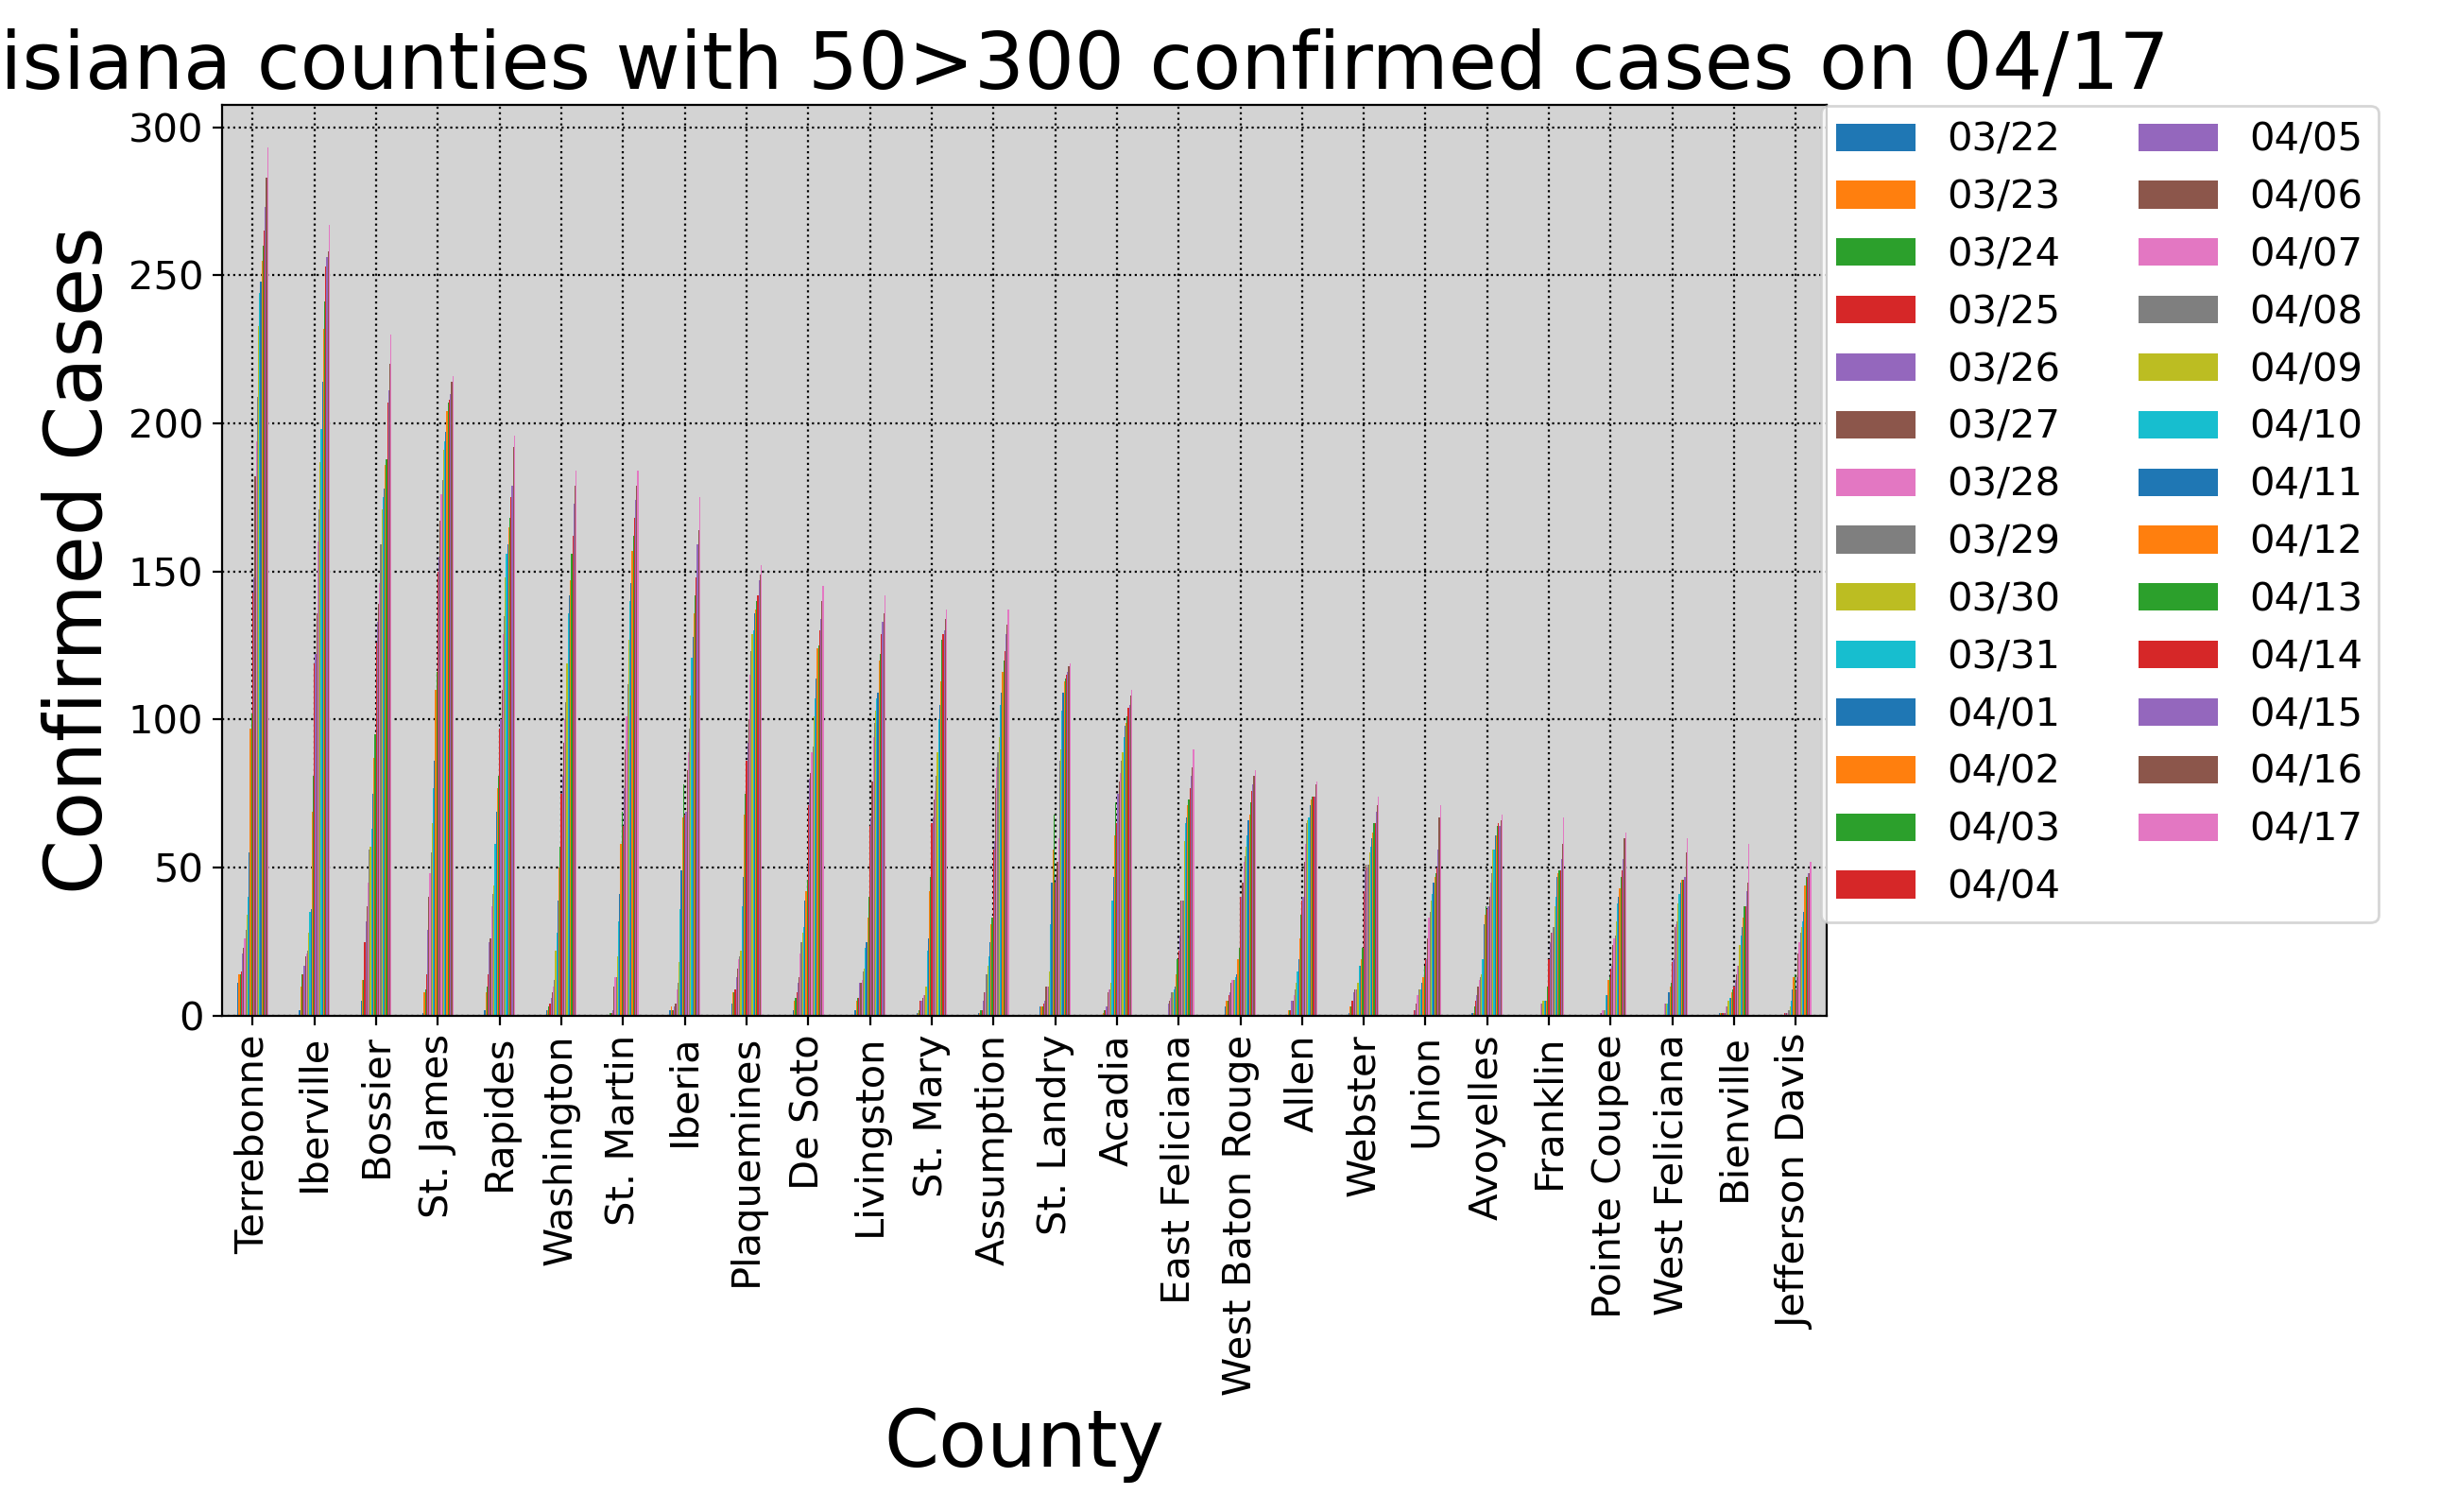 isiana counties with 50>300 confirmed cases on 04/17
Confirmed Cases
300
250
200
150
100
50
0
03/22
03/23
03/24
03/25
03/26
03/27
03/28
03/29
03/30
03/31
04/01
04/02
04/03
04/04
04/05
04/06
04/07
04/08
04/09
04/10
04/11
04/12
04/13
04/14
04/15
04/16
04/17
Terrebonne
Iberville
Bossier
St. James
Rapides
Washington
St. Martin
Iberia
Plaquemines
De Soto
Livingston
St. Mary
Assumption
St. Landry
Acadia
East Feliciana
West Baton Rouge
Allen
Webster
Union
Avoyelles
Franklin
Pointe Coupee
West Feliciana
Bienville
Jefferson Davis
County